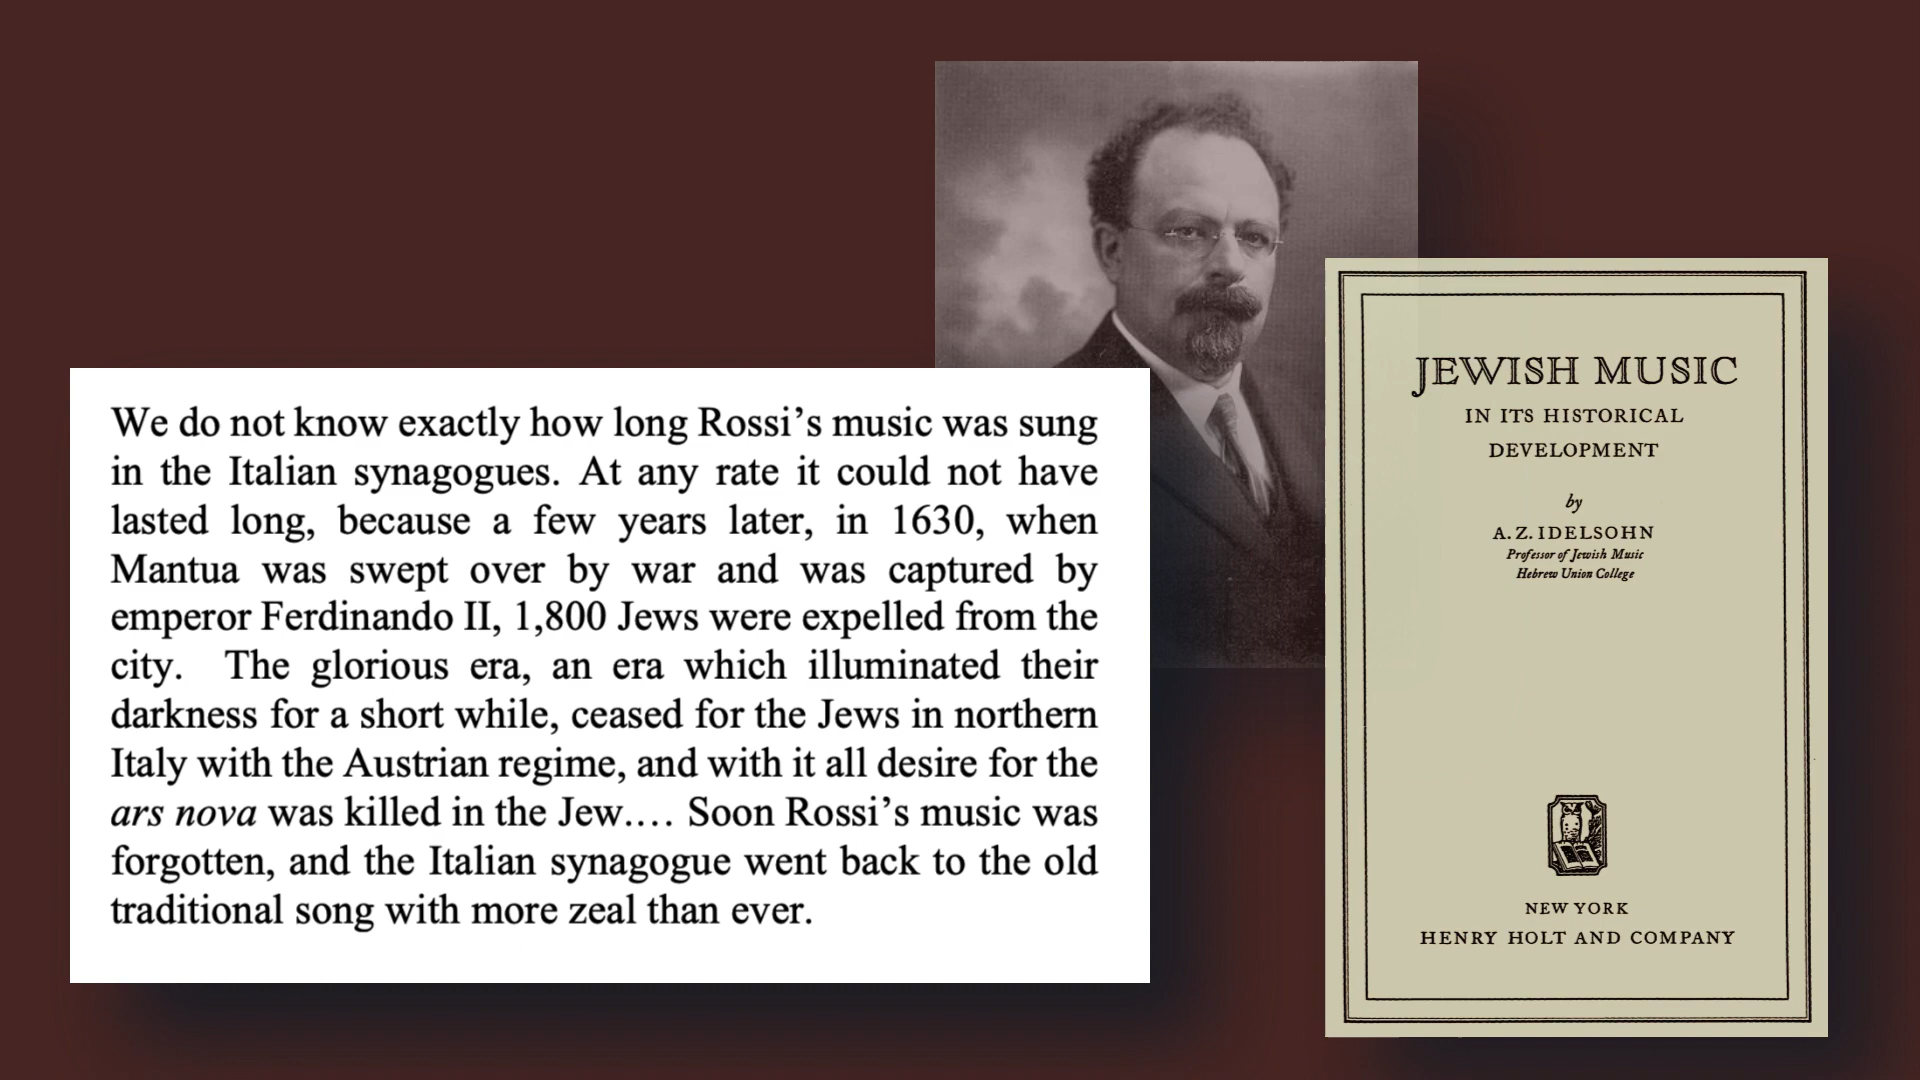 We do not know exactly how long Rossi’s music was sung
in the Italian synagogues. At any rate it could not have
lasted long, because a few years later, in 1630, when
Mantua was swept over by war and was captured by
emperor Ferdinando II, 1,800 Jews were expelled from the
city. The glorious era, an era which illuminated their
darkness for a short while, ceased for the Jews in northern
Italy with the Austrian regime, and with it all desire for the
ars nova was killed in the Jew.… Soon Rossi’s music was
forgotten, and the Italian synagogue went back to the old
traditional song with more zeal than ever.
JEWISH MUSIC
IN ITS HISTORICAL
DEVELOPMENT
by
A. Z. IDELSOHN
Professor of Jewish Music
Hebrew Union College
NEW YORK
HENRY HOLT AND COMPANY